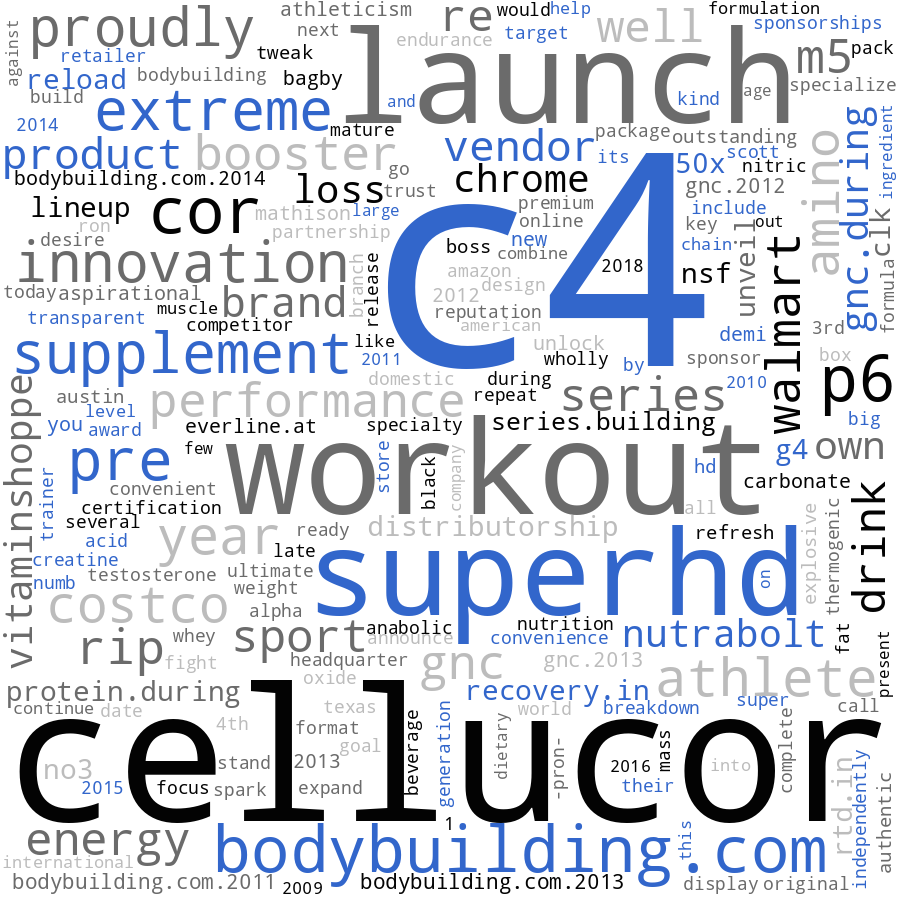 athleticism
re
would
help
formulation
proudly
next
launch
well
sponsorships
against
retailer
tweak
endurance
target
m5
pack
reload
bodybuilding
bagby
and
kind
age
specialize
build
extreme
2014
mature
vendor
package
outstanding
amino
gnc.during
ingredient
product
booster
its
50x
scott
nitric
bodybuilding.com.2014
loss
go
trust
chrome
c4
gnc.2012
lineup
cor
mathison
large
premium
include
clk
ron
partnership
online
key
out
desire
boss
new
combine
chain
unveil
walmart
innovation
2018
nsf
formula
today
aspirational
brand
branch
release
amazon
design
2012
transparent
muscle
reputation
competitor
american
demi
3rd
supplement
like
2011
unlock
wholly
by
sponsor
box
p6
domestic
during
2010
vitaminshoppe
austin
performance
repeat
series
level
you
award
everline.at
specialty
series.building
big
few
workout
g4
own
pre
store
black
company
hd
carbonate
trainer
convenient
certification
all
drink
several
year
ready
distributorship
refresh
explosive
thermogenic
acid
late
creatine
superhd
on
numb
testosterone
ultimate
weight
costco
alpha
rip
whey
sport
anabolic
nutrition
announce
convenience
nutrabolt
fat
fight
headquarter
gnc
gnc.2013
athlete
present
oxide
protein.during
recovery.in
super
continue
date
texas
world
breakdown
call
cellucor
4th
format
beverage
generation
dietary
-pron-
mass
complete
goal
no3
stand
2013
2016
into
2015
focus
spark
expand
their
rtd.in
independently
authentic
energy
1
this
bodybuilding.com
international
bodybuilding.com.2011
2009
bodybuilding.com.2013
display
original